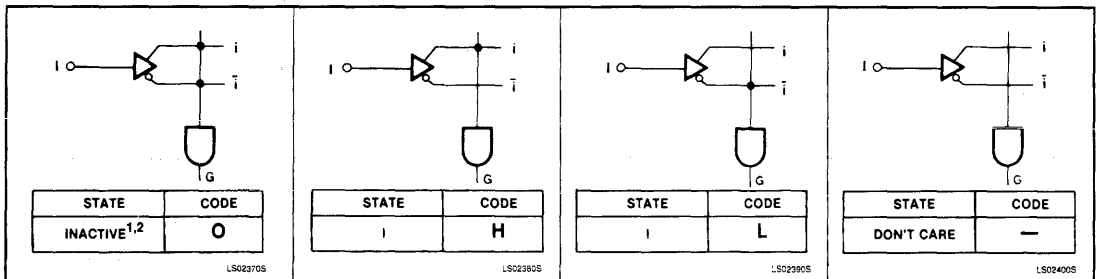 I
i
ī
G
STATE CODE
INACTIVE1,2 O
LS02370S
I
i
ī
G
STATE CODE
I H
LS02380S
I
i
ī
G
STATE CODE
I L
LS02390S
I
i
ī
G
STATE CODE
DON'T CARE —
LS02400S